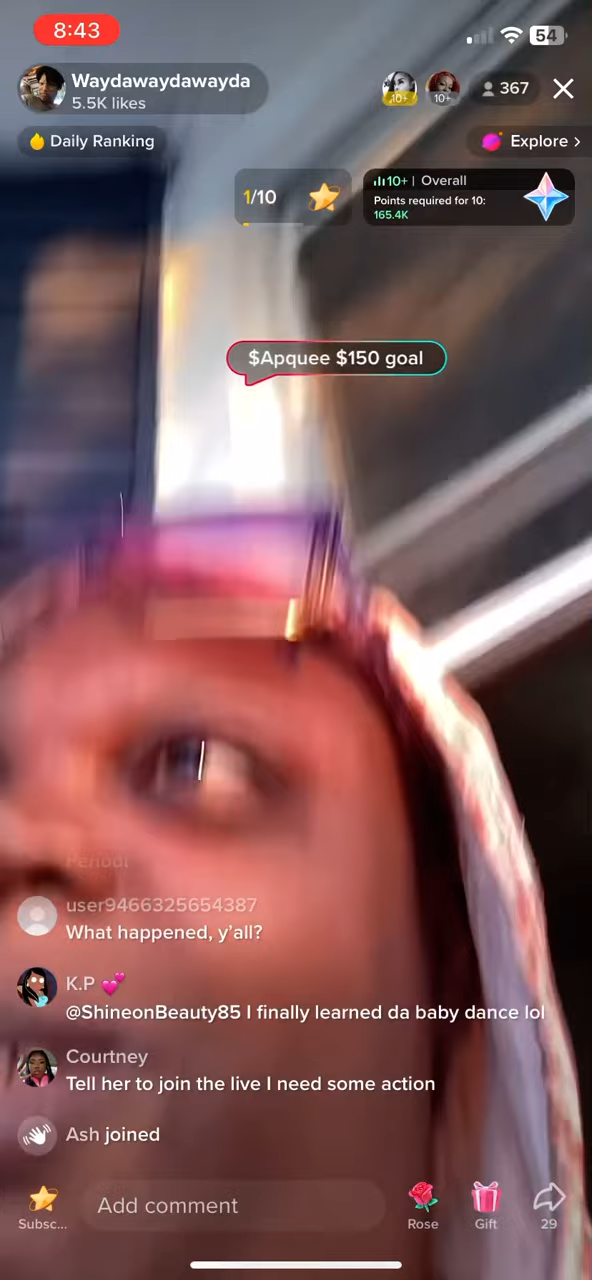 8:43
54
Waydawaydawayda
5.5K likes
10+
10+
367
Daily Ranking
Explore >
1/10
10+ | Overall
Points required for 10:
165.4K
$Apquee $150 goal
Periodt
user9466325654387
What happened, y'all?
K.P 💕
@ShineonBeauty85 I finally learned da baby dance lol
Courtney
Tell her to join the live I need some action
Ash joined
Add comment
Subsc...
Rose
Gift
29